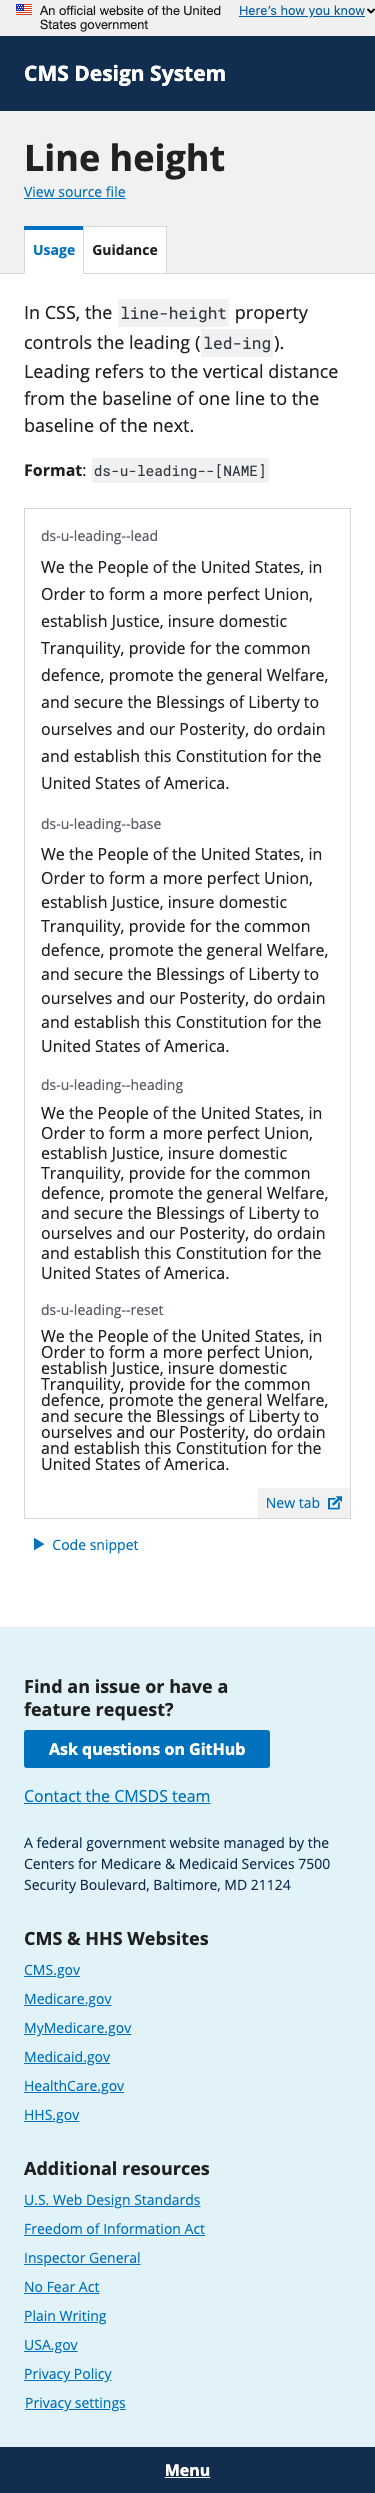 An official website of the United States government
Here's how you know
CMS Design System
Line height
View source file
Usage
Guidance
In CSS, the line-height property
controls the leading (led-ing).
Leading refers to the vertical distance
from the baseline of one line to the
baseline of the next.
Format: ds-u-leading--[NAME]
ds-u-leading--lead
We the People of the United States, in
Order to form a more perfect Union,
establish Justice, insure domestic
Tranquility, provide for the common
defence, promote the general Welfare,
and secure the Blessings of Liberty to
ourselves and our Posterity, do ordain
and establish this Constitution for the
United States of America.
ds-u-leading--base
We the People of the United States, in
Order to form a more perfect Union,
establish Justice, insure domestic
Tranquility, provide for the common
defence, promote the general Welfare,
and secure the Blessings of Liberty to
ourselves and our Posterity, do ordain
and establish this Constitution for the
United States of America.
ds-u-leading--heading
We the People of the United States, in
Order to form a more perfect Union,
establish Justice, insure domestic
Tranquility, provide for the common
defence, promote the general Welfare,
and secure the Blessings of Liberty to
ourselves and our Posterity, do ordain
and establish this Constitution for the
United States of America.
ds-u-leading--reset
We the People of the United States, in
Order to form a more perfect Union,
establish Justice, insure domestic
Tranquility, provide for the common
defence, promote the general Welfare,
and secure the Blessings of Liberty to
ourselves and our Posterity, do ordain
and establish this Constitution for the
United States of America.
New tab
Code snippet
Find an issue or have a
feature request?
Ask questions on GitHub
Contact the CMSDS team
A federal government website managed by the
Centers for Medicare & Medicaid Services 7500
Security Boulevard, Baltimore, MD 21124
CMS & HHS Websites
CMS.gov
Medicare.gov
MyMedicare.gov
Medicaid.gov
HealthCare.gov
HHS.gov
Additional resources
U.S. Web Design Standards
Freedom of Information Act
Inspector General
No Fear Act
Plain Writing
USA.gov
Privacy Policy
Privacy settings
Menu